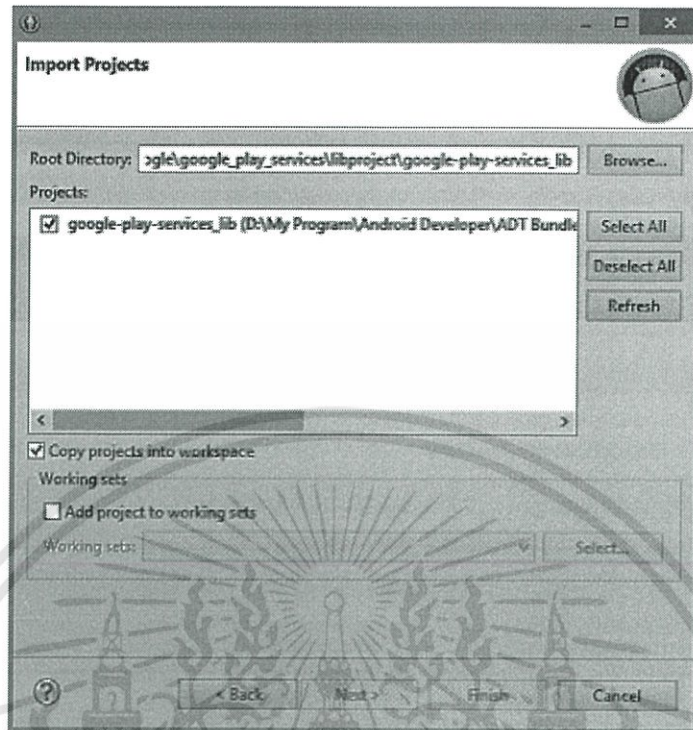 Import Projects
Root Directory: ogle\google_play_services\libproject\google-play-services_lib Browse...
Projects:
google-play-services_lib (D:\My Program\Android Developer\ADT Bundle
Select All
Deselect All
Refresh
Copy projects into workspace
Working sets
Add project to working sets
Working sets: Select...
? < Back Next > Finish Cancel